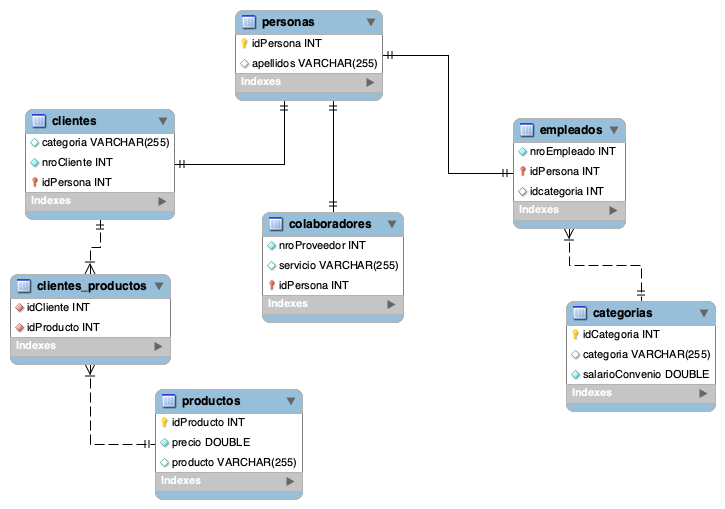 personas
idPersona INT
apellidos VARCHAR(255)
Indexes
clientes
categoria VARCHAR(255)
nroCliente INT
idPersona INT
Indexes
empleados
nroEmpleado INT
idPersona INT
idcategoria INT
Indexes
colaboradores
nroProveedor INT
servicio VARCHAR(255)
idPersona INT
Indexes
clientes_productos
idCliente INT
idProducto INT
Indexes
categorias
idCategoria INT
categoria VARCHAR(255)
salarioConvenio DOUBLE
Indexes
productos
idProducto INT
precio DOUBLE
producto VARCHAR(255)
Indexes